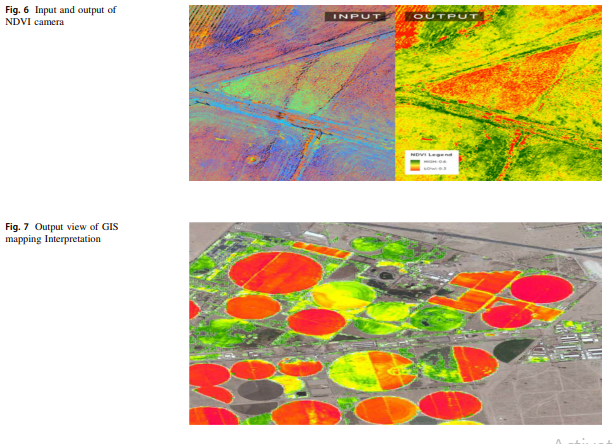 Fig. 6 Input and output of
NDVI camera
INPUT
OUTPUT
NDVI Legend
Fig. 7 Output view of GIS
mapping Interpretation